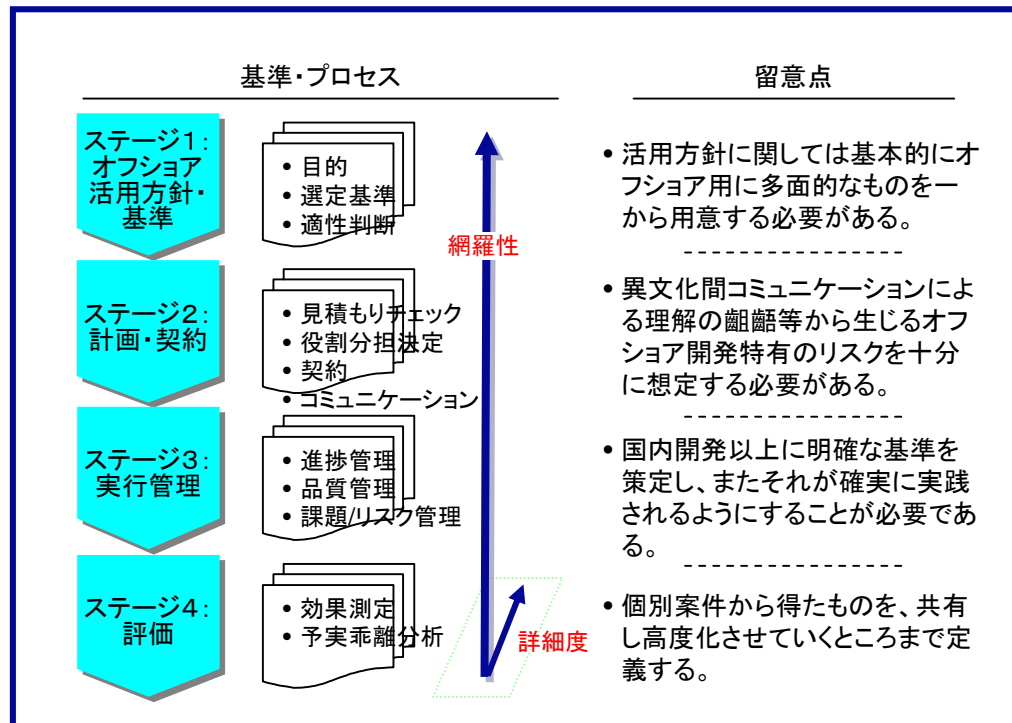 基準・プロセス
留意点
ステージ１：
オフショア
活用方針・
基準
• 目的
• 選定基準
• 適性判断
• 活用方針に関しては基本的にオ
フショア用に多面的なものを一
から用意する必要がある。
網羅性
ステージ２：
計画・契約
• 見積もりチェック
• 役割分担決定
• 契約
• コミュニケーション
• 異文化間コミュニケーションによ
る理解の齟齬等から生じるオフ
ショア開発特有のリスクを十分
に想定する必要がある。
ステージ３：
実行管理
• 進捗管理
• 品質管理
• 課題/リスク管理
• 国内開発以上に明確な基準を
策定し、またそれが確実に実践
されるようにすることが必要であ
る。
ステージ４：
評価
• 効果測定
• 予実乖離分析
詳細度
• 個別案件から得たものを、共有
し高度化させていくところまで定
義する。